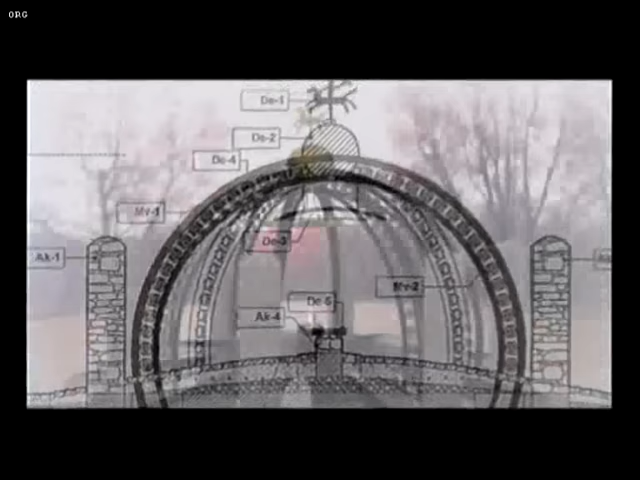 ORG
De-1
De-2
De-4
Mv-1
De-3
Ak-1
Mv-2
De-5
Ak-4